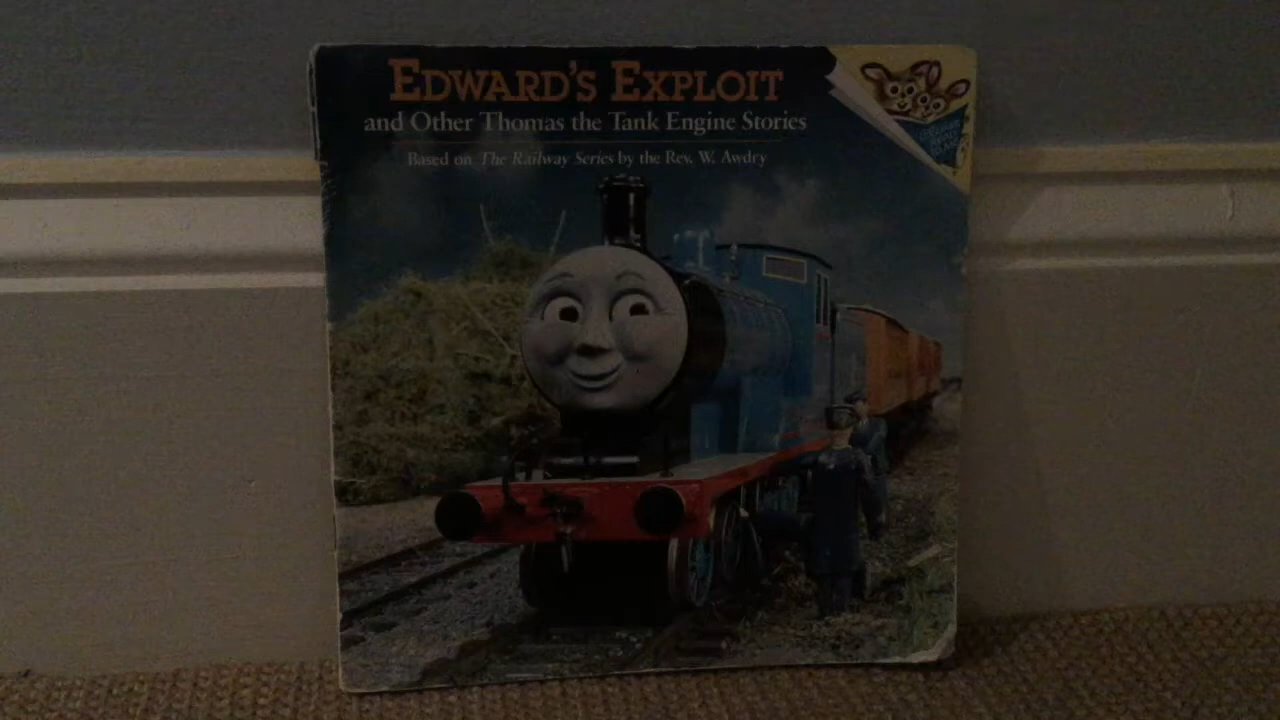 EDWARD'S EXPLOIT
and Other Thomas the Tank Engine Stories
Based on The Railway Series by the Rev. W. Awdry